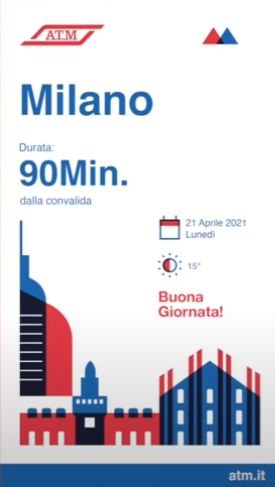 ATM
Milano
Durata:
90Min.
dalla convalida
21 Aprile 2021
Lunedì
15°
Buona
Giornata!
atm.it